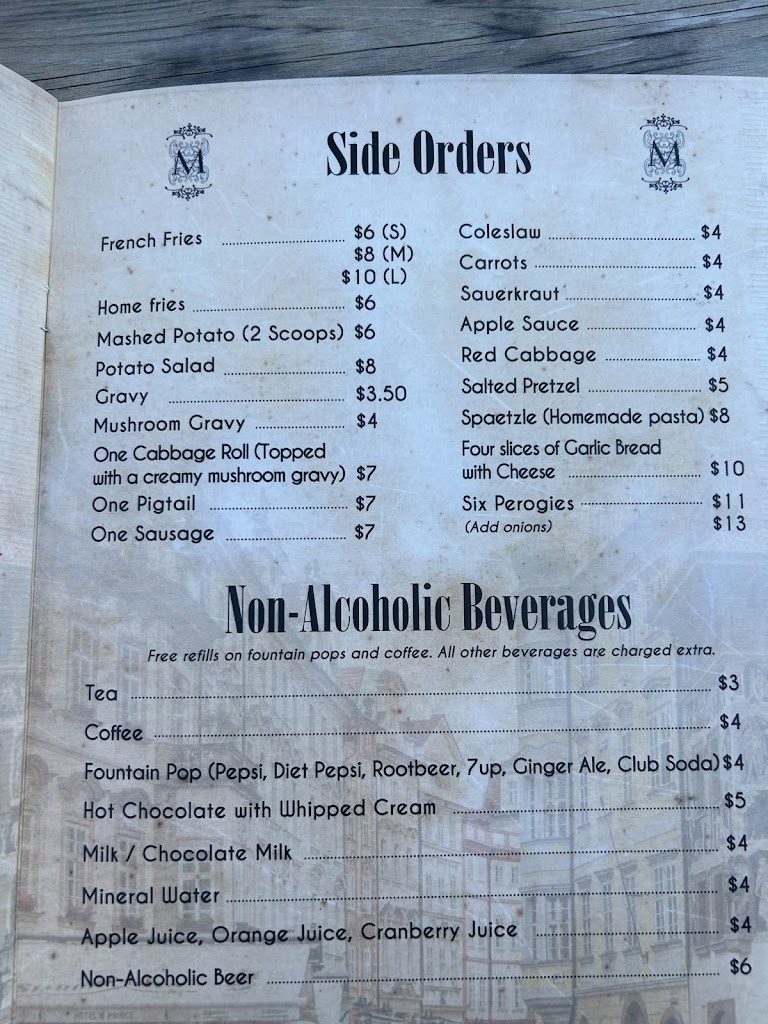 M
Side Orders
M
French Fries ........ $6 (S)
$8 (M)
$10 (L)
Home fries ........ $6
Mashed Potato (2 Scoops) $6
Potato Salad ........ $8
Gravy ........ $3.50
Mushroom Gravy ........ $4
One Cabbage Roll (Topped
with a creamy mushroom gravy) $7
One Pigtail ........ $7
One Sausage ........ $7
Coleslaw ........ $4
Carrots ........ $4
Sauerkraut ........ $4
Apple Sauce ........ $4
Red Cabbage ........ $4
Salted Pretzel ........ $5
Spaetzle (Homemade pasta) $8
Four slices of Garlic Bread
with Cheese ........ $10
Six Perogies ........ $11
(Add onions) $13
Non-Alcoholic Beverages
Free refills on fountain pops and coffee. All other beverages are charged extra.
Tea ........ $3
Coffee ........ $4
Fountain Pop (Pepsi, Diet Pepsi, Rootbeer, 7up, Ginger Ale, Club Soda) $4
Hot Chocolate with Whipped Cream ........ $5
Milk / Chocolate Milk ........ $4
Mineral Water ........ $4
Apple Juice, Orange Juice, Cranberry Juice ........ $4
Non-Alcoholic Beer ........ $6